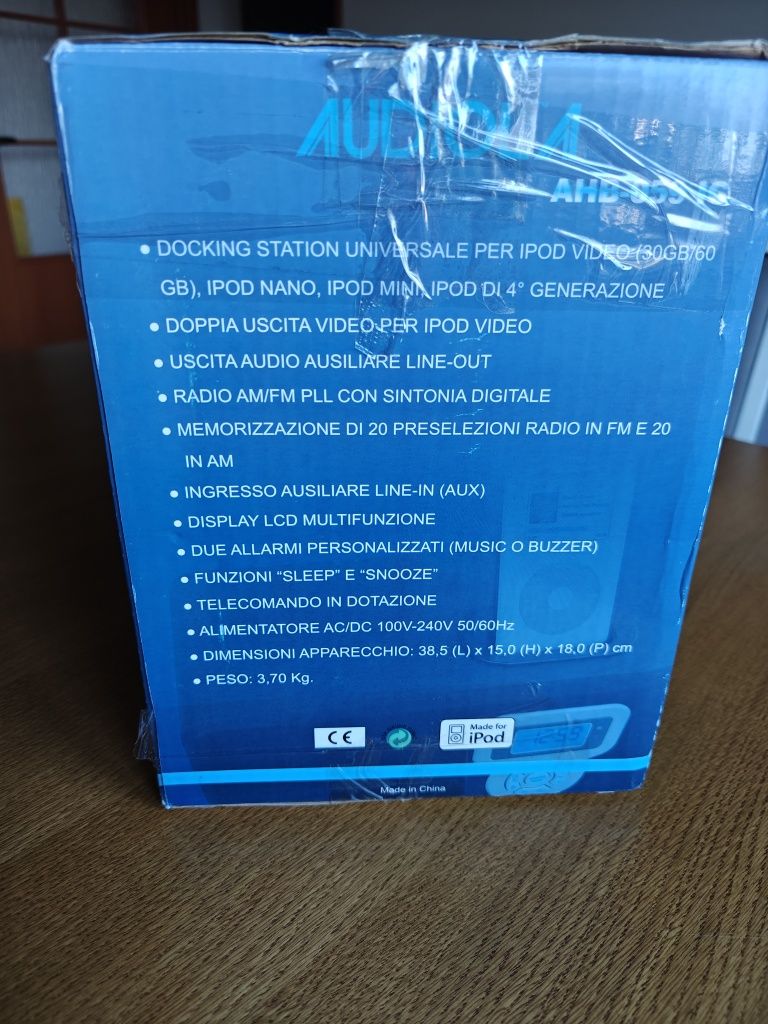 AUDIOLA
• DOCKING STATION UNIVERSALE PER IPOD VIDEO (30GB/60
GB), IPOD NANO, IPOD MINI, IPOD DI 4° GENERAZIONE
• DOPPIA USCITA VIDEO PER IPOD VIDEO
• USCITA AUDIO AUSILIARE LINE-OUT
• RADIO AM/FM PLL CON SINTONIA DIGITALE
• MEMORIZZAZIONE DI 20 PRESELEZIONI RADIO IN FM E 20
IN AM
• INGRESSO AUSILIARE LINE-IN (AUX)
• DISPLAY LCD MULTIFUNZIONE
• DUE ALLARMI PERSONALIZZATI (MUSIC O BUZZER)
• FUNZIONI “SLEEP” E “SNOOZE”
• TELECOMANDO IN DOTAZIONE
• ALIMENTATORE AC/DC 100V-240V 50/60Hz
• DIMENSIONI APPARECCHIO: 38,5 (L) x 15,0 (H) x 18,0 (P) cm
• PESO: 3,70 Kg.
CE
Made for
iPod
12:55
Made in China